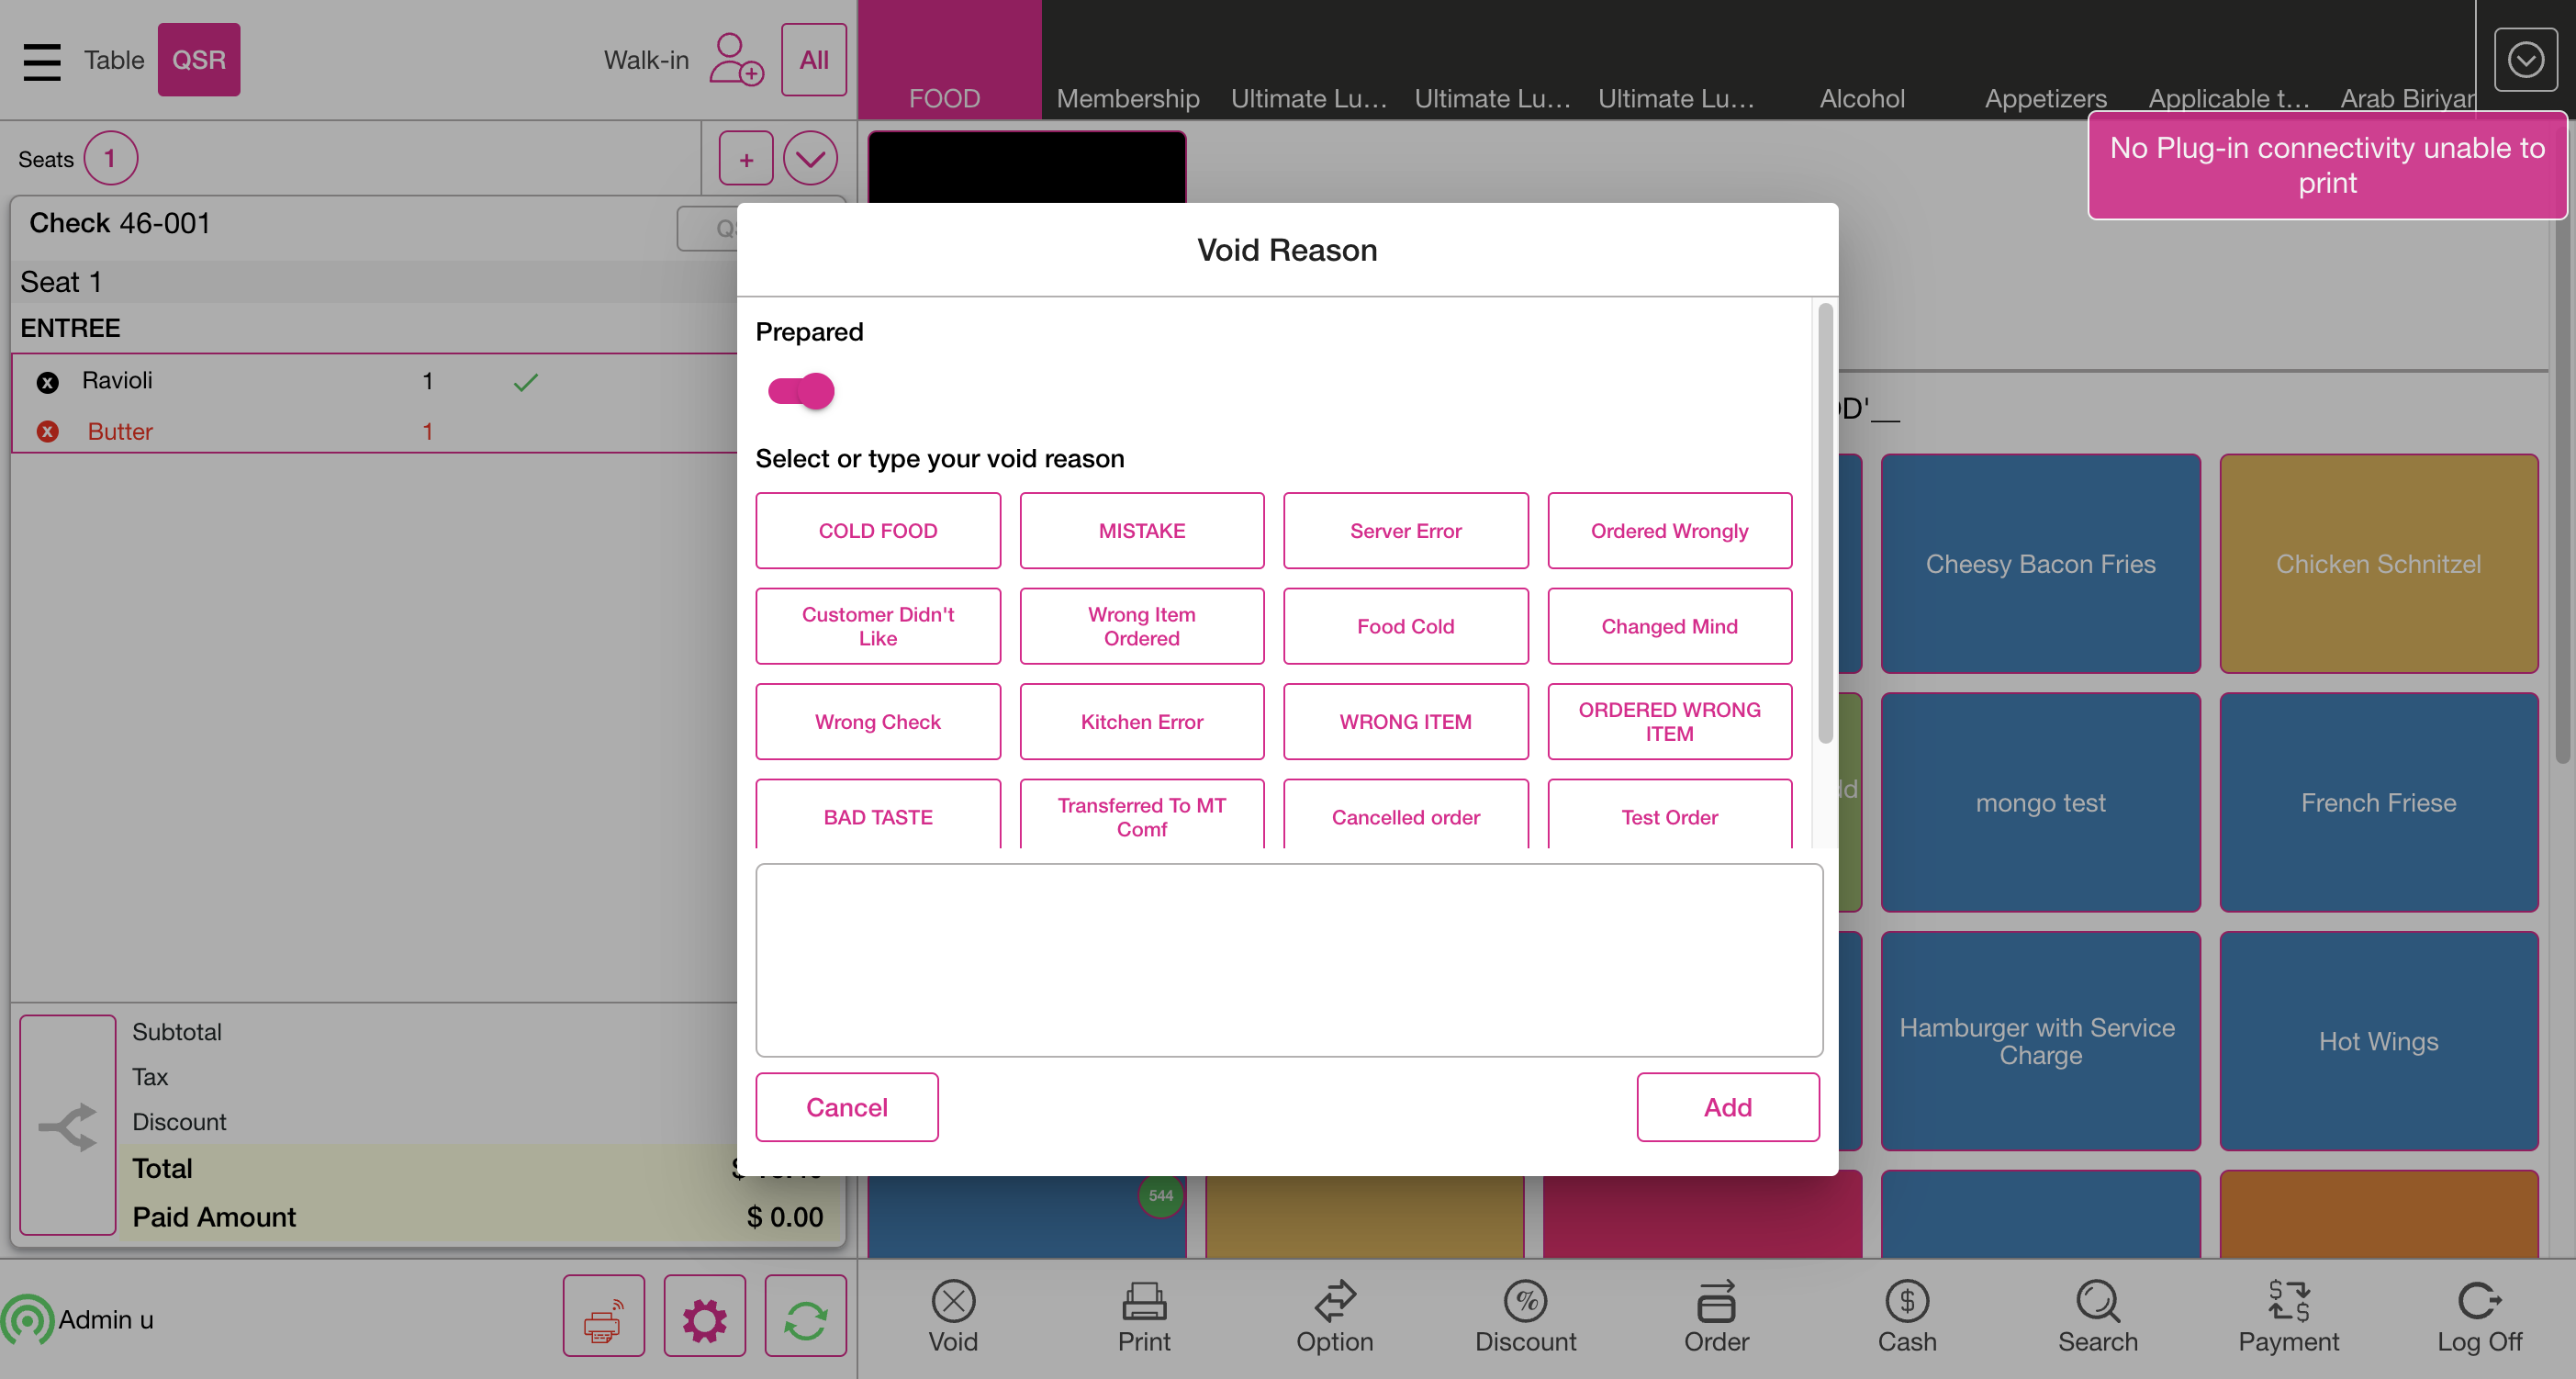 Table
QSR
Walk-in
All
FOOD
Membership
Ultimate Lu...
Ultimate Lu...
Ultimate Lu...
Alcohol
Appetizers
Applicable t...
Arab Biriyan
No Plug-in connectivity unable to
print
Seats
1
+
Check 46-001
Seat 1
ENTREE
x Ravioli 1
x Butter 1
Void Reason
Prepared
Select or type your void reason
COLD FOOD
MISTAKE
Server Error
Ordered Wrongly
Customer Didn't
Like
Wrong Item
Ordered
Food Cold
Changed Mind
Wrong Check
Kitchen Error
WRONG ITEM
ORDERED WRONG
ITEM
BAD TASTE
Transferred To MT
Comf
Cancelled order
Test Order
Cancel
Add
D'__
Cheesy Bacon Fries
Chicken Schnitzel
mongo test
French Friese
Hamburger with Service
Charge
Hot Wings
544
Subtotal
Tax
Discount
Total
Paid Amount $ 0.00
Admin u
Void
Print
Option
%
Discount
Order
$
Cash
Search
$
$
Payment
Log Off